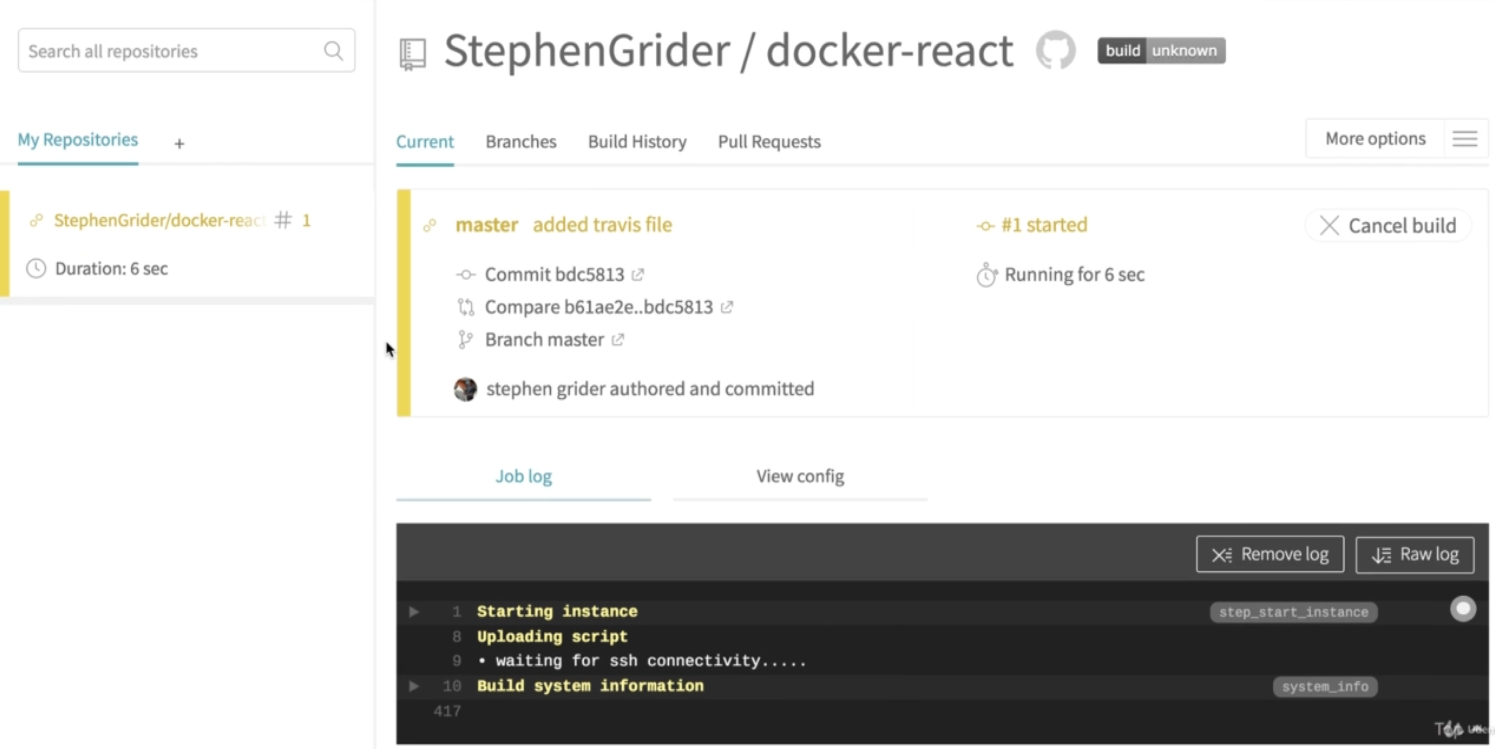 Search all repositories
StephenGrider / docker-react
build unknown
My Repositories +
Current Branches Build History Pull Requests
More options
StephenGrider/docker-reac # 1
Duration: 6 sec
master added travis file
#1 started
Cancel build
Commit bdc5813
Running for 6 sec
Compare b61ae2e..bdc5813
Branch master
stephen grider authored and committed
Job log
View config
Remove log
Raw log
1 Starting instance step_start_instance
8 Uploading script
9 • waiting for ssh connectivity.....
10 Build system information system_info
417